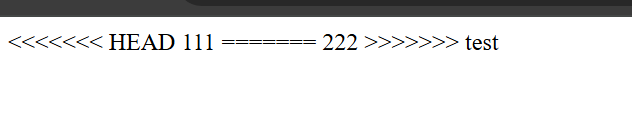 <<<<<<< HEAD 111 ======= 222 >>>>>>> test